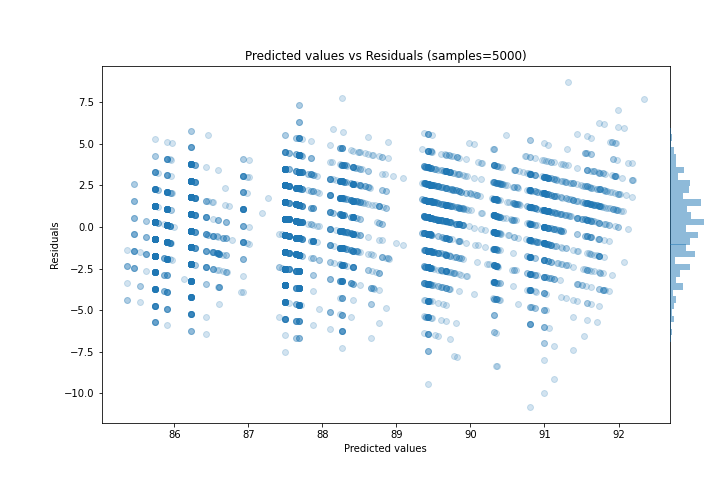 Predicted values vs Residuals (samples=5000)
7.5
5.0
2.5
0.0
−2.5
−5.0
−7.5
−10.0
Residuals
86 87 88 89 90 91 92
Predicted values